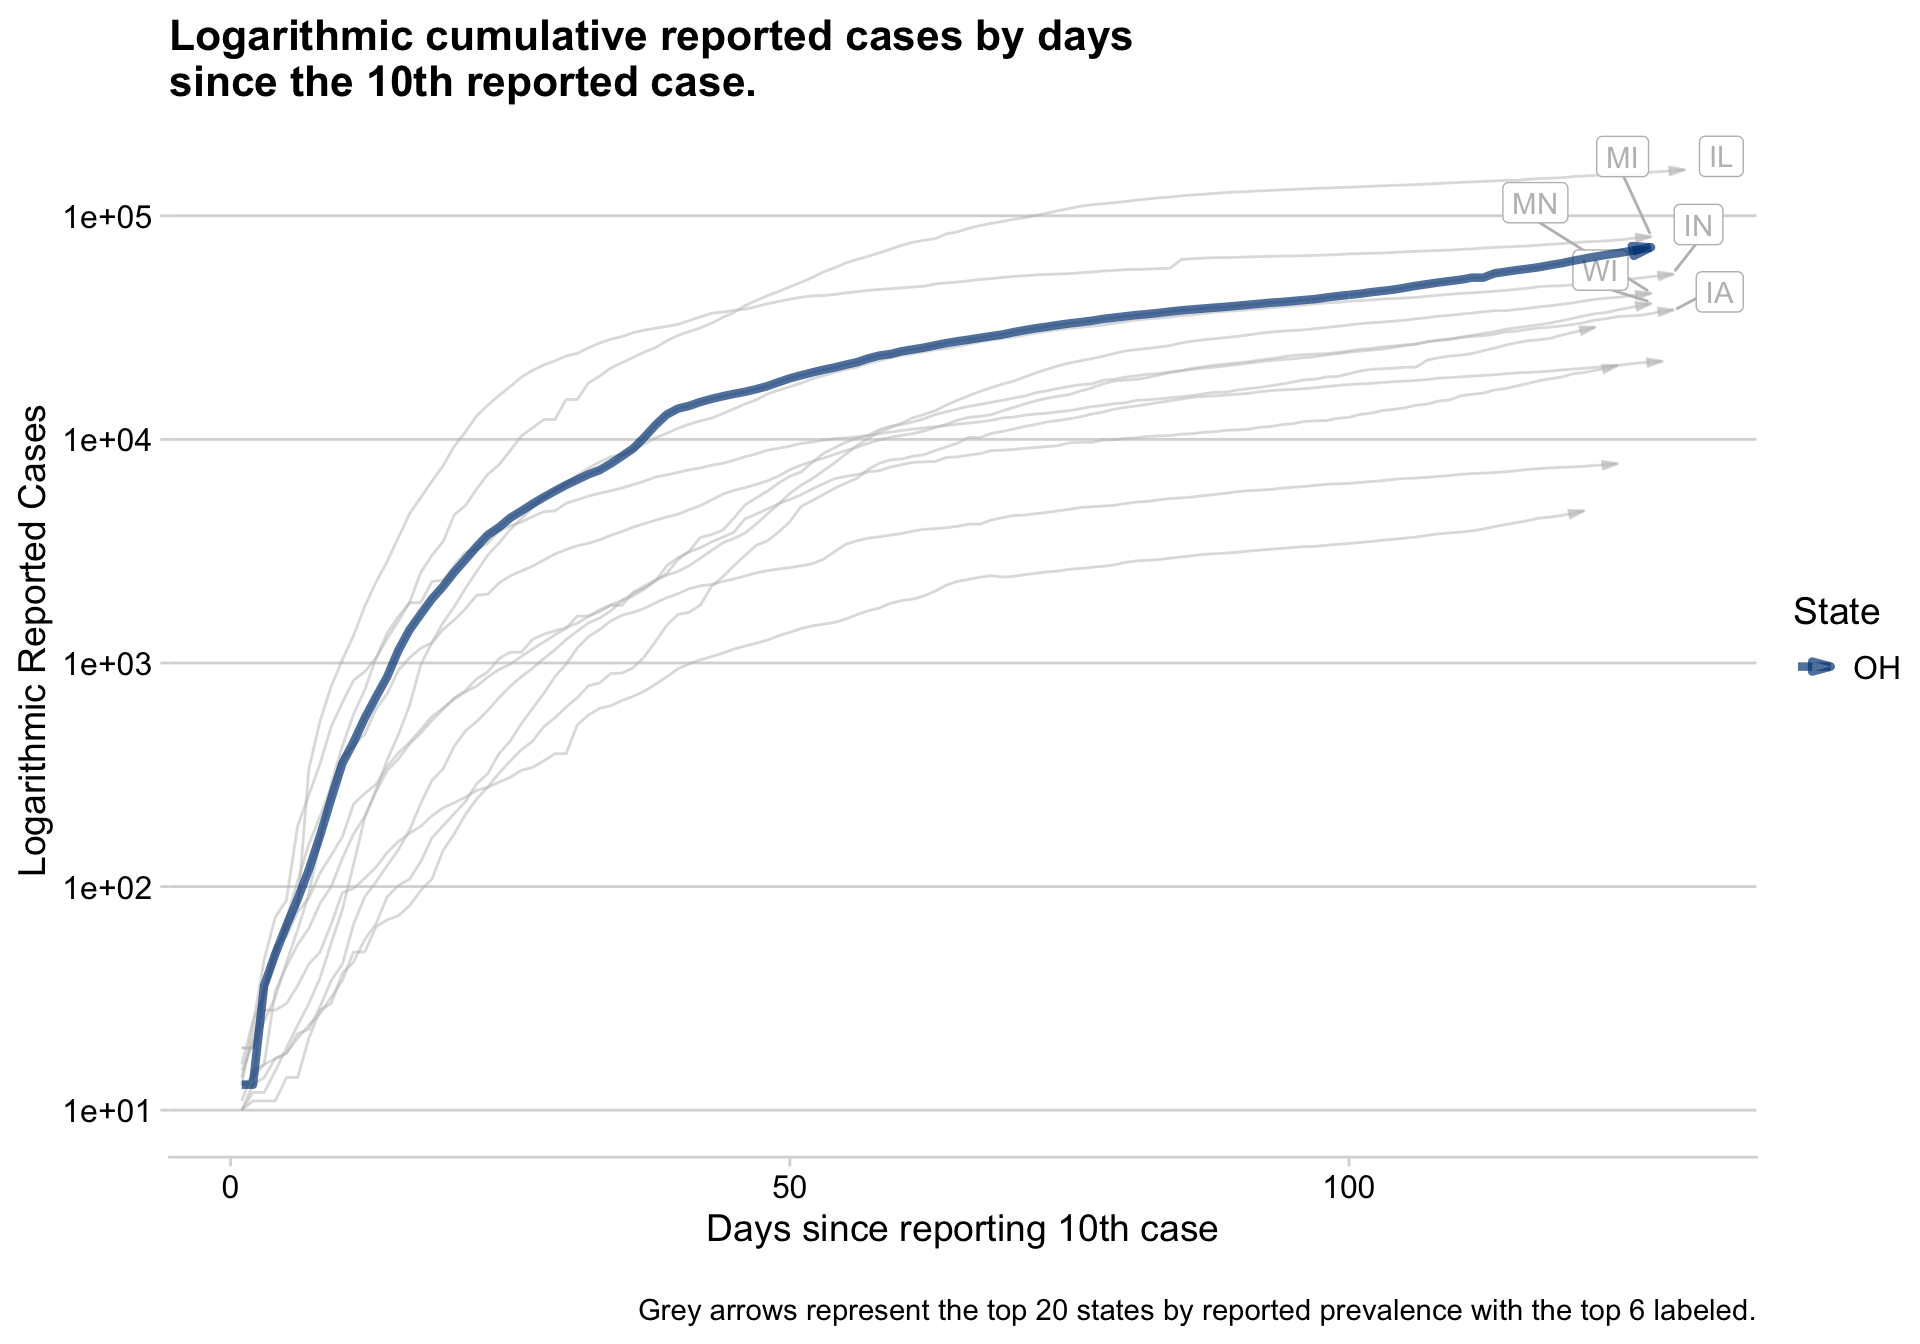 Logarithmic cumulative reported cases by days
since the 10th reported case.
MI
IL
MN
IN
WI
IA
1e+05
1e+04
1e+03
1e+02
1e+01
Logarithmic Reported Cases
0
50
100
Days since reporting 10th case
State
OH
Grey arrows represent the top 20 states by reported prevalence with the top 6 labeled.